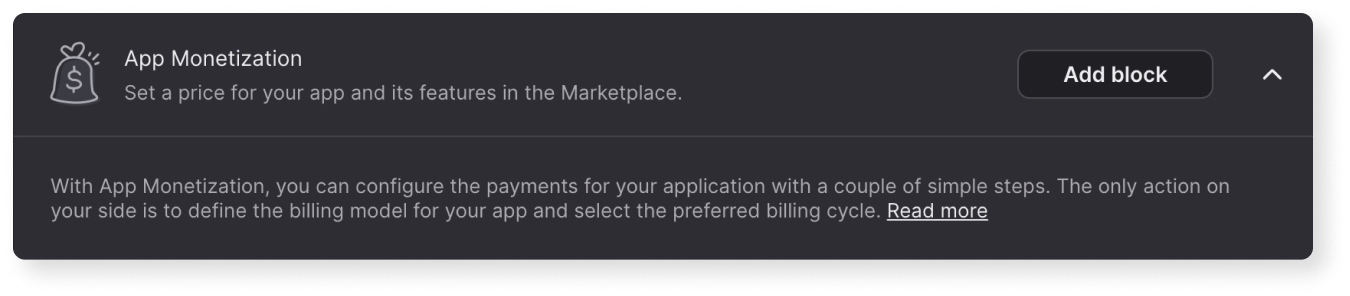 App Monetization
Set a price for your app and its features in the Marketplace.
Add block
With App Monetization, you can configure the payments for your application with a couple of simple steps. The only action on
your side is to define the billing model for your app and select the preferred billing cycle. Read more